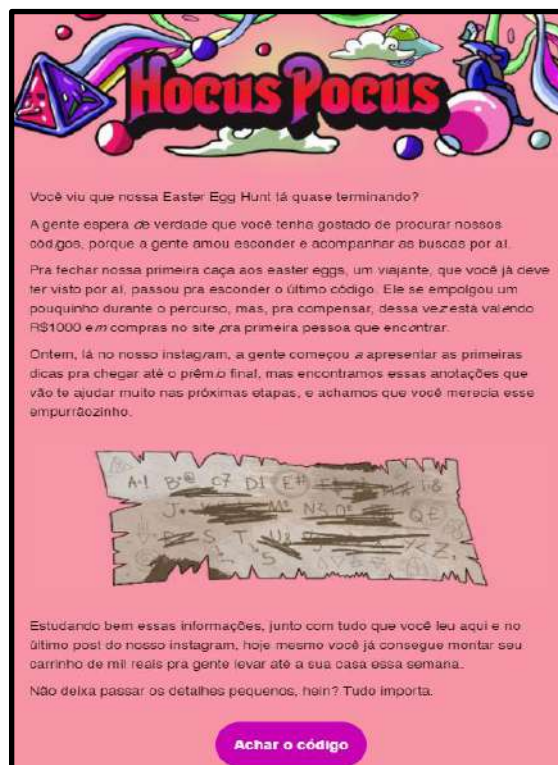 Hocus Pocus
Você viu que nossa Easter Egg Hunt tá quase terminando?
A gente espera de verdade que você tenha gostado de procurar nossos
códigos, porque a gente amou esconder e acompanhar as buscas por aí.
Pra fechar nossa primeira caça aos easter eggs, um viajante, que você já deve
ter visto por aí, passou pra esconder o último código. Ele se empolgou um
pouquinho durante o percurso, mas, pra compensar, dessa vez está valendo
R$1000 em compras no site pra primeira pessoa que encontrar.
Ontem, lá no nosso instagram, a gente começou a apresentar as primeiras
dicas pra chegar até o prêmio final, mas encontramos essas anotações que
vão te ajudar muito nas próximas etapas, e achamos que você merecia esse
empurrãozinho.
C7 D! E#
S T
Estudando bem essas informações, junto com tudo que você leu aqui e no
último post do nosso instagram, hoje mesmo você já consegue montar seu
carrinho de mil reais pra gente levar até a sua casa essa semana.
Não deixa passar os detalhes pequenos, hein? Tudo importa.
Achar o código